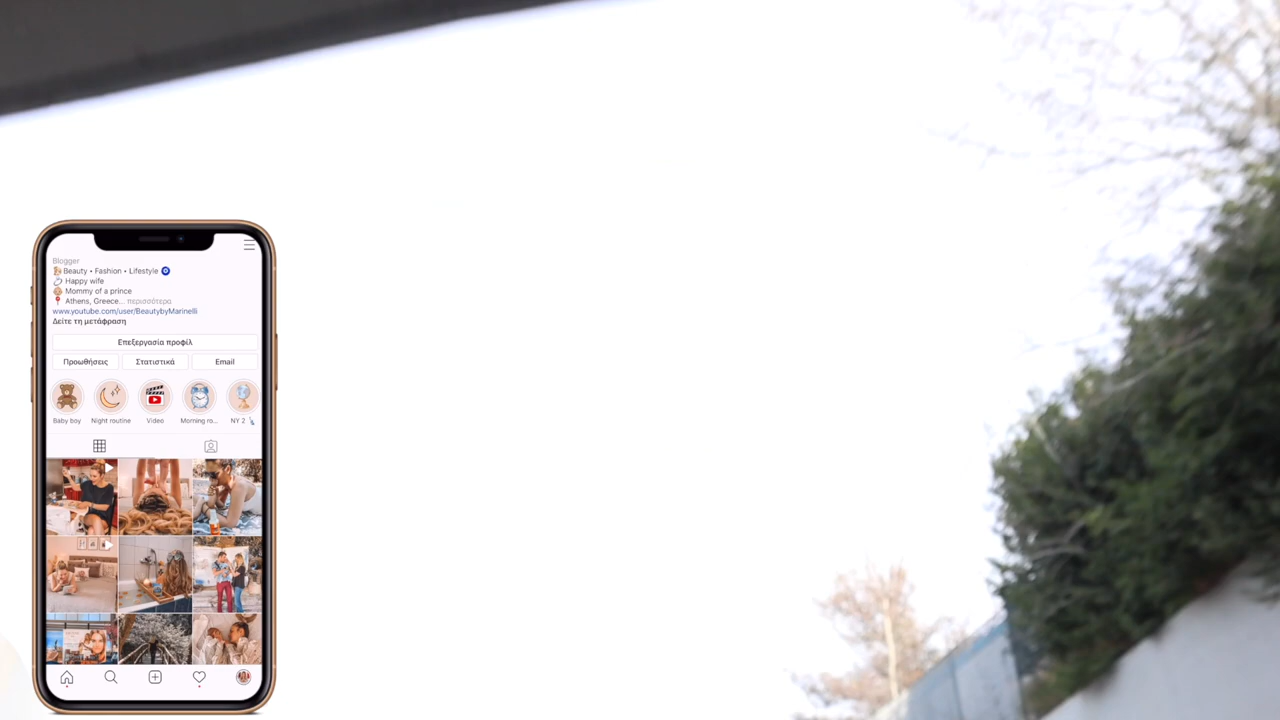 Blogger
Beauty • Fashion • Lifestyle 🧿
💍 Happy wife
👶🏼 Mommy of a prince
📍 Athens, Greece... περισσότερα
www.youtube.com/user/BeautybyMarinelli
Δείτε τη μετάφραση
Επεξεργασία προφίλ
Προωθήσεις Στατιστικά Email
Baby boy Night routine Video Morning ro... NY 2 🗽